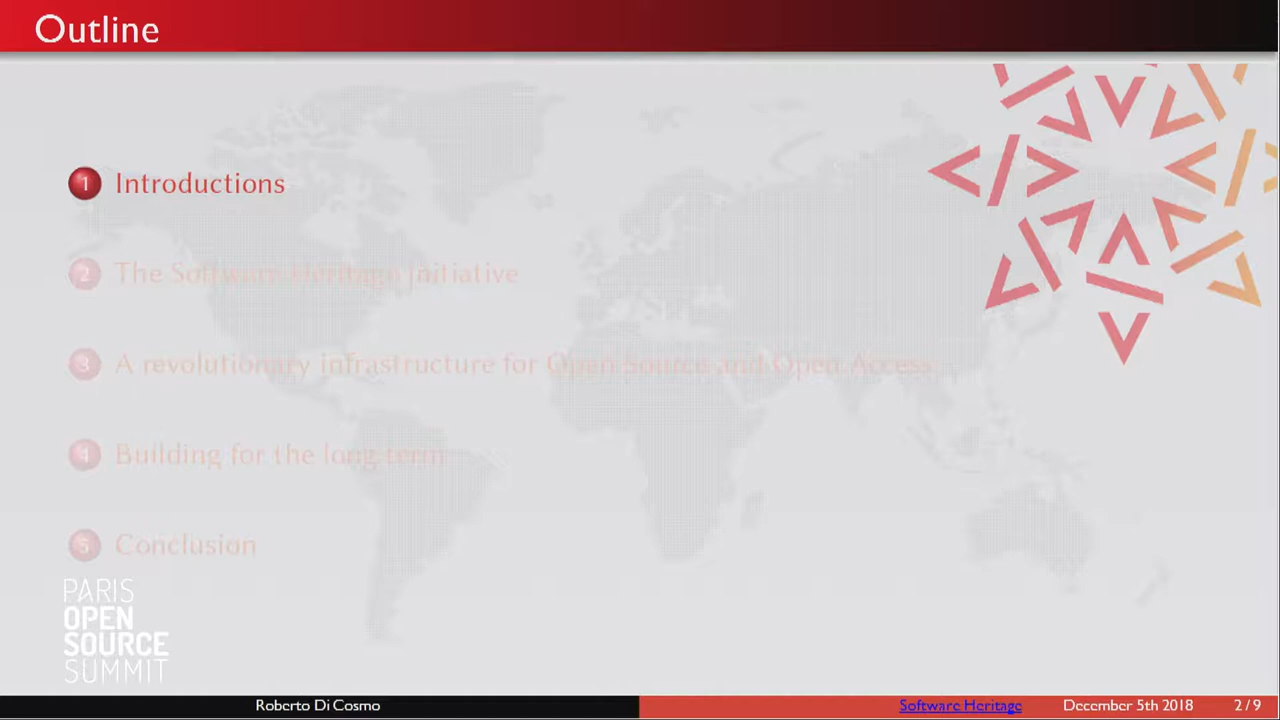 Outline
1 Introductions
2 The Software Heritage Initiative
3 A revolutionary infrastructure for Open Source and Open Access
4 Building for the long term
5 Conclusion
PARIS
OPEN
SOURCE
SUMMIT
Roberto Di Cosmo Software Heritage December 5th 2018 2 / 9